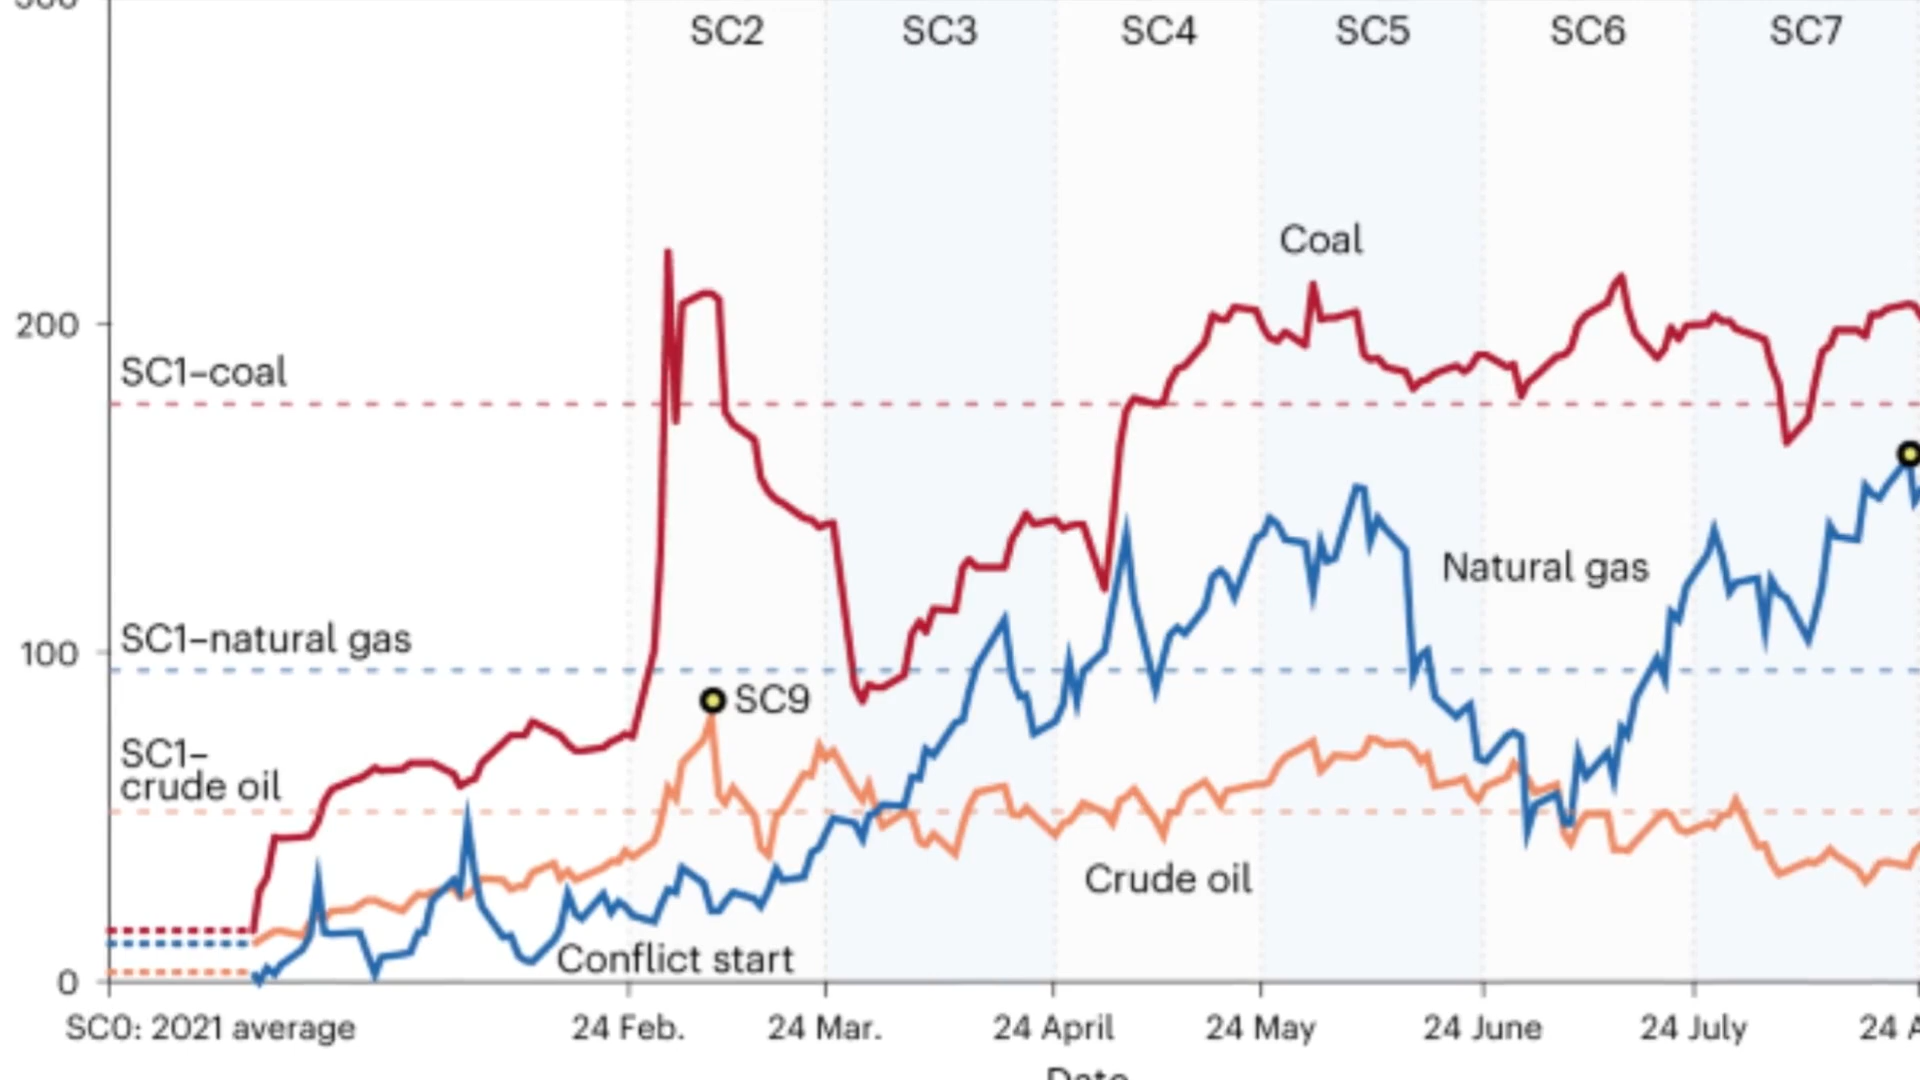 SC2 SC3 SC4 SC5 SC6 SC7
Coal
200
SC1–coal
Natural gas
SC1–natural gas
100
SC9
SC1–
crude oil
Crude oil
Conflict start
0
SC0: 2021 average 24 Feb. 24 Mar. 24 April 24 May 24 June 24 July 24 A